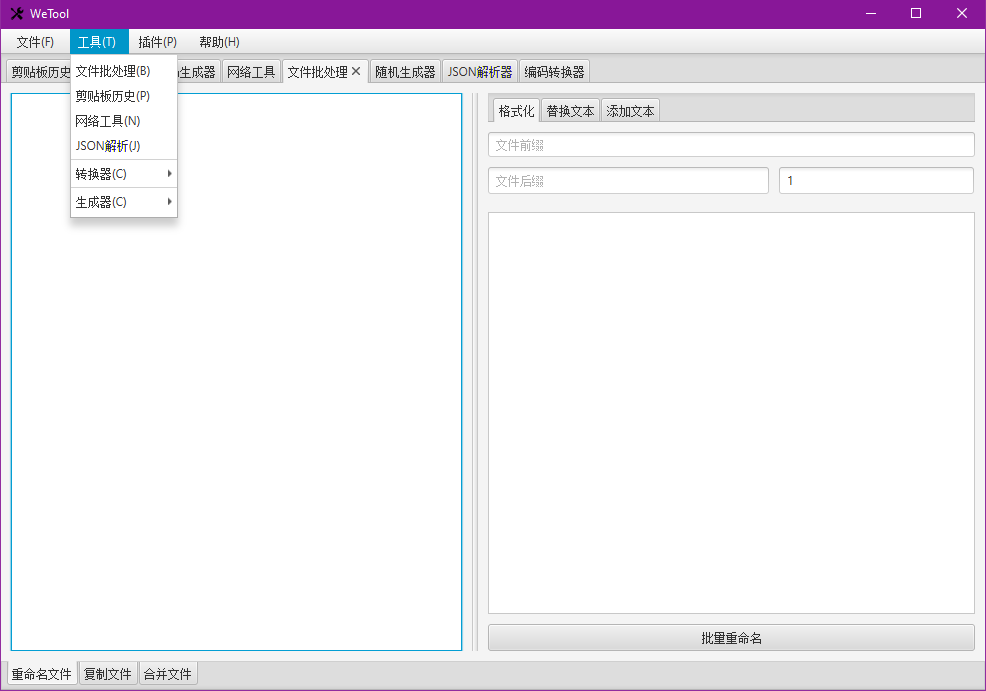 WeTool
文件(F) 工具(T) 插件(P) 帮助(H)
剪贴板历史 生成器 网络工具 文件批处理 随机生成器 JSON解析器 编码转换器
文件批处理(B)
剪贴板历史(P)
网络工具(N)
JSON解析(J)
转换器(C)
生成器(C)
格式化 替换文本 添加文本
文件前缀
文件后缀 1
批量重命名
重命名文件 复制文件 合并文件